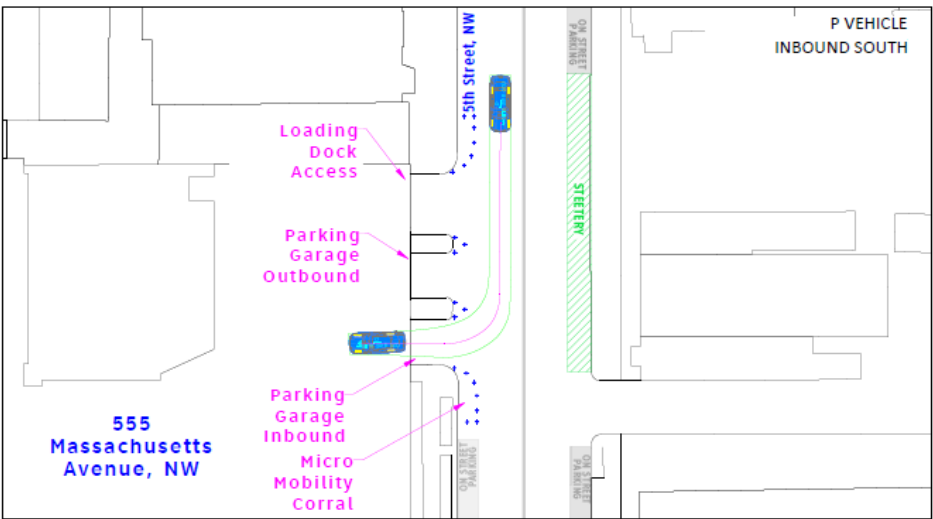 P VEHICLE
INBOUND SOUTH
ON STREET
PARKING
5th Street, NW
Loading
Dock
Access
STEETERY
Parking
Garage
Outbound
Parking
Garage
Inbound
555
Massachusetts
Avenue, NW
Micro
Mobility
Corral
ON STREET
PARKING
ON STREET
PARKING